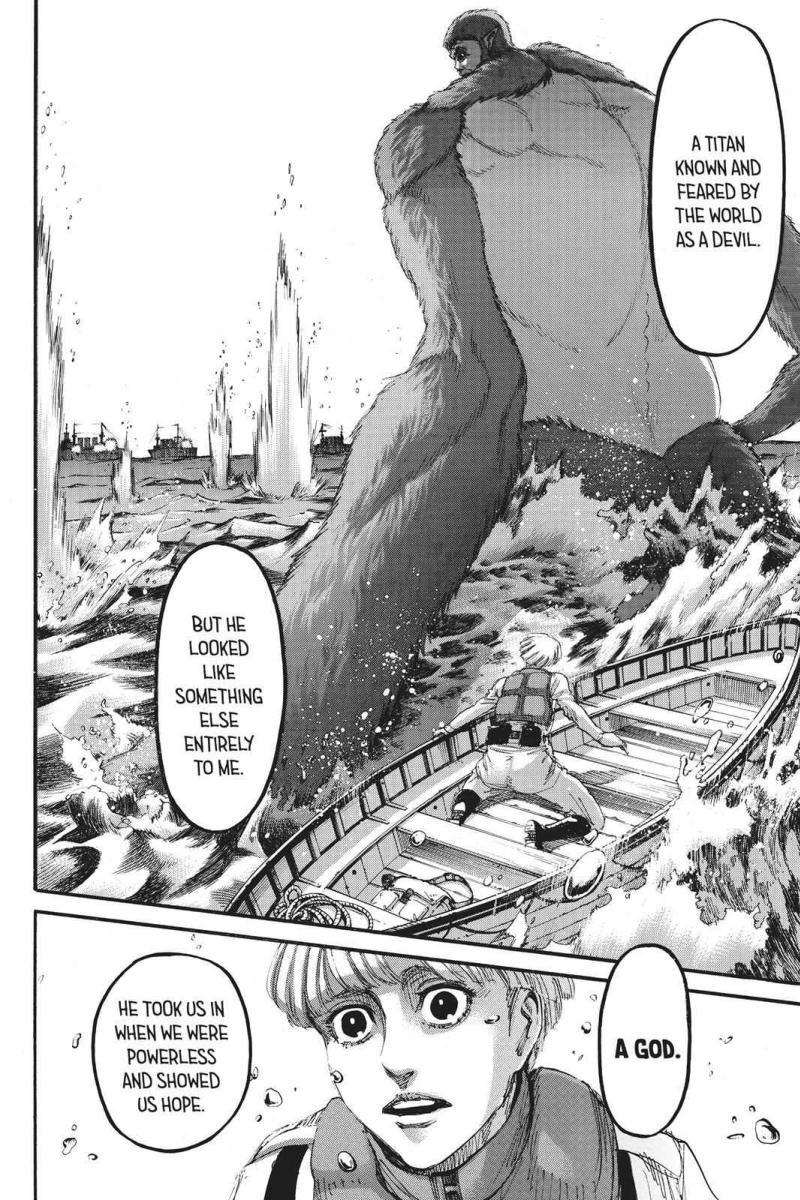 A TITAN
KNOWN AND
FEARED BY
THE WORLD
AS A DEVIL.
BUT HE
LOOKED
LIKE
SOMETHING
ELSE
ENTIRELY
TO ME.
A GOD.
HE TOOK US IN
WHEN WE WERE
POWERLESS
AND SHOWED
US HOPE.